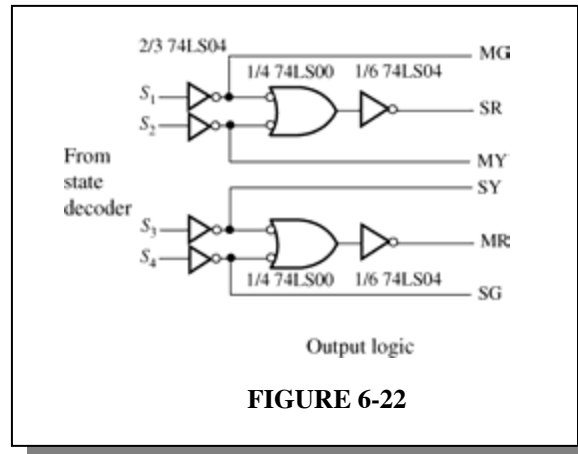 2/3 74LS04
MG
1/4 74LS00 1/6 74LS04
S1
SR
S2
From
state
decoder
MY
SY
S3
MR
S4
1/4 74LS00 1/6 74LS04
SG
Output logic
FIGURE 6-22